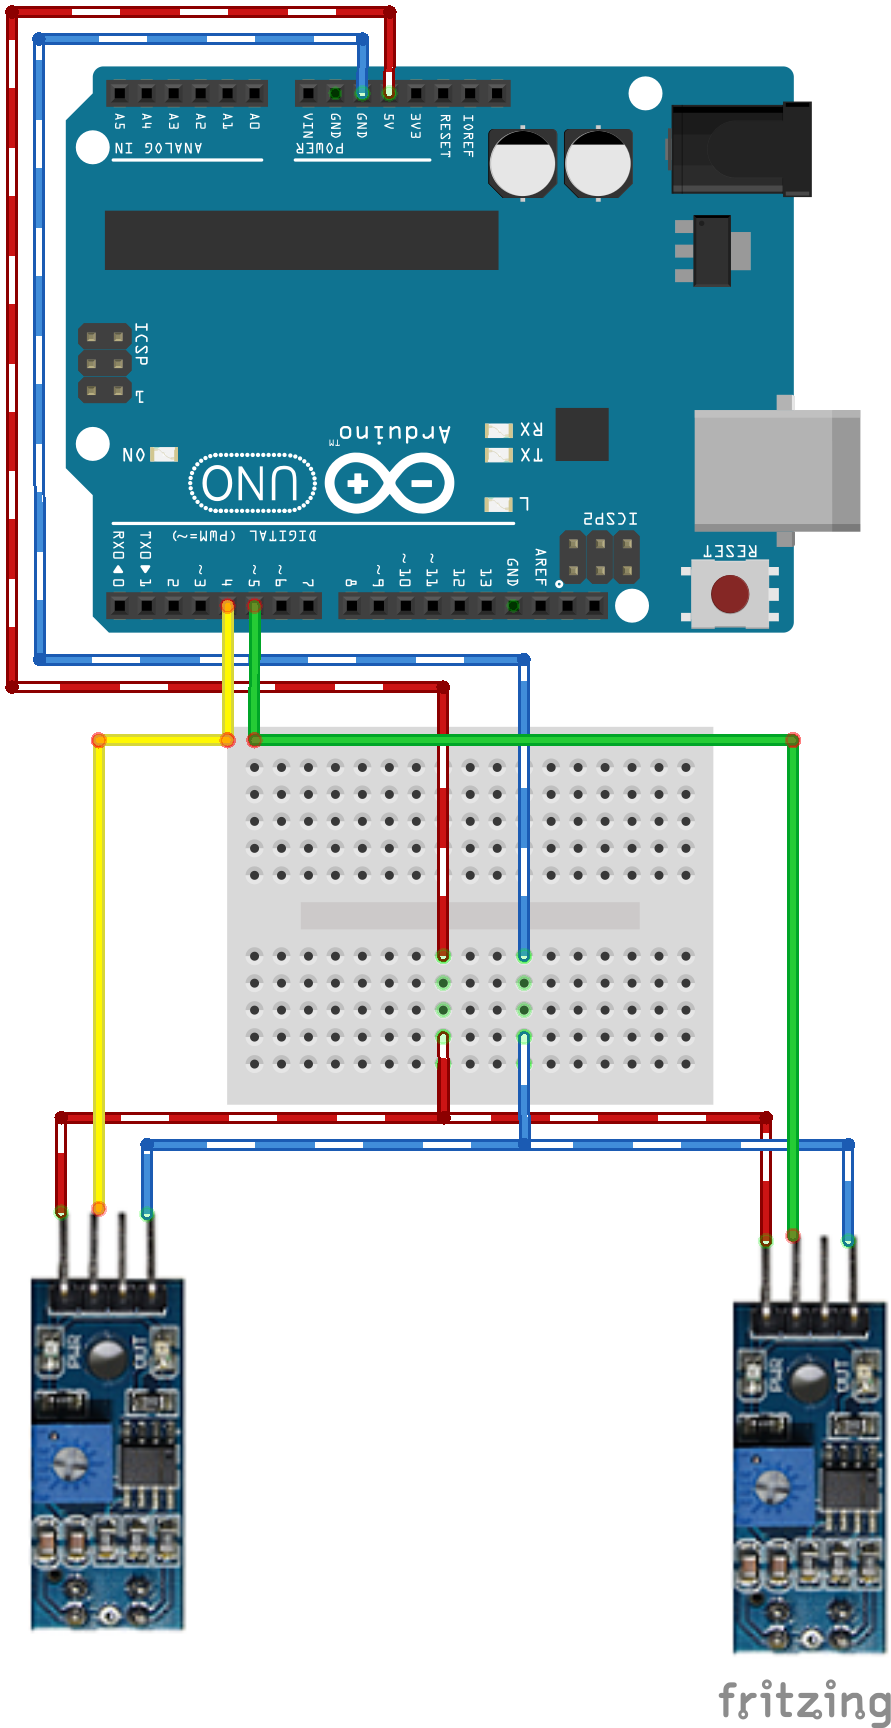 A5 A4 A3 A2 A1 A0
VIN GND GND 5V 3V3 RESET IOREF
ANALOG IN
POWER
ICSP
1
Arduino
TM
ON
UNO
RX
TX
L
ICSP2
DIGITAL (PWM=~)
RX0 TX0
0 1 2 ~3 4 ~5 ~6 7 8 ~9 ~10 ~11 12 13 GND AREF
RESET
PWR OUT
PWR OUT
fritzing